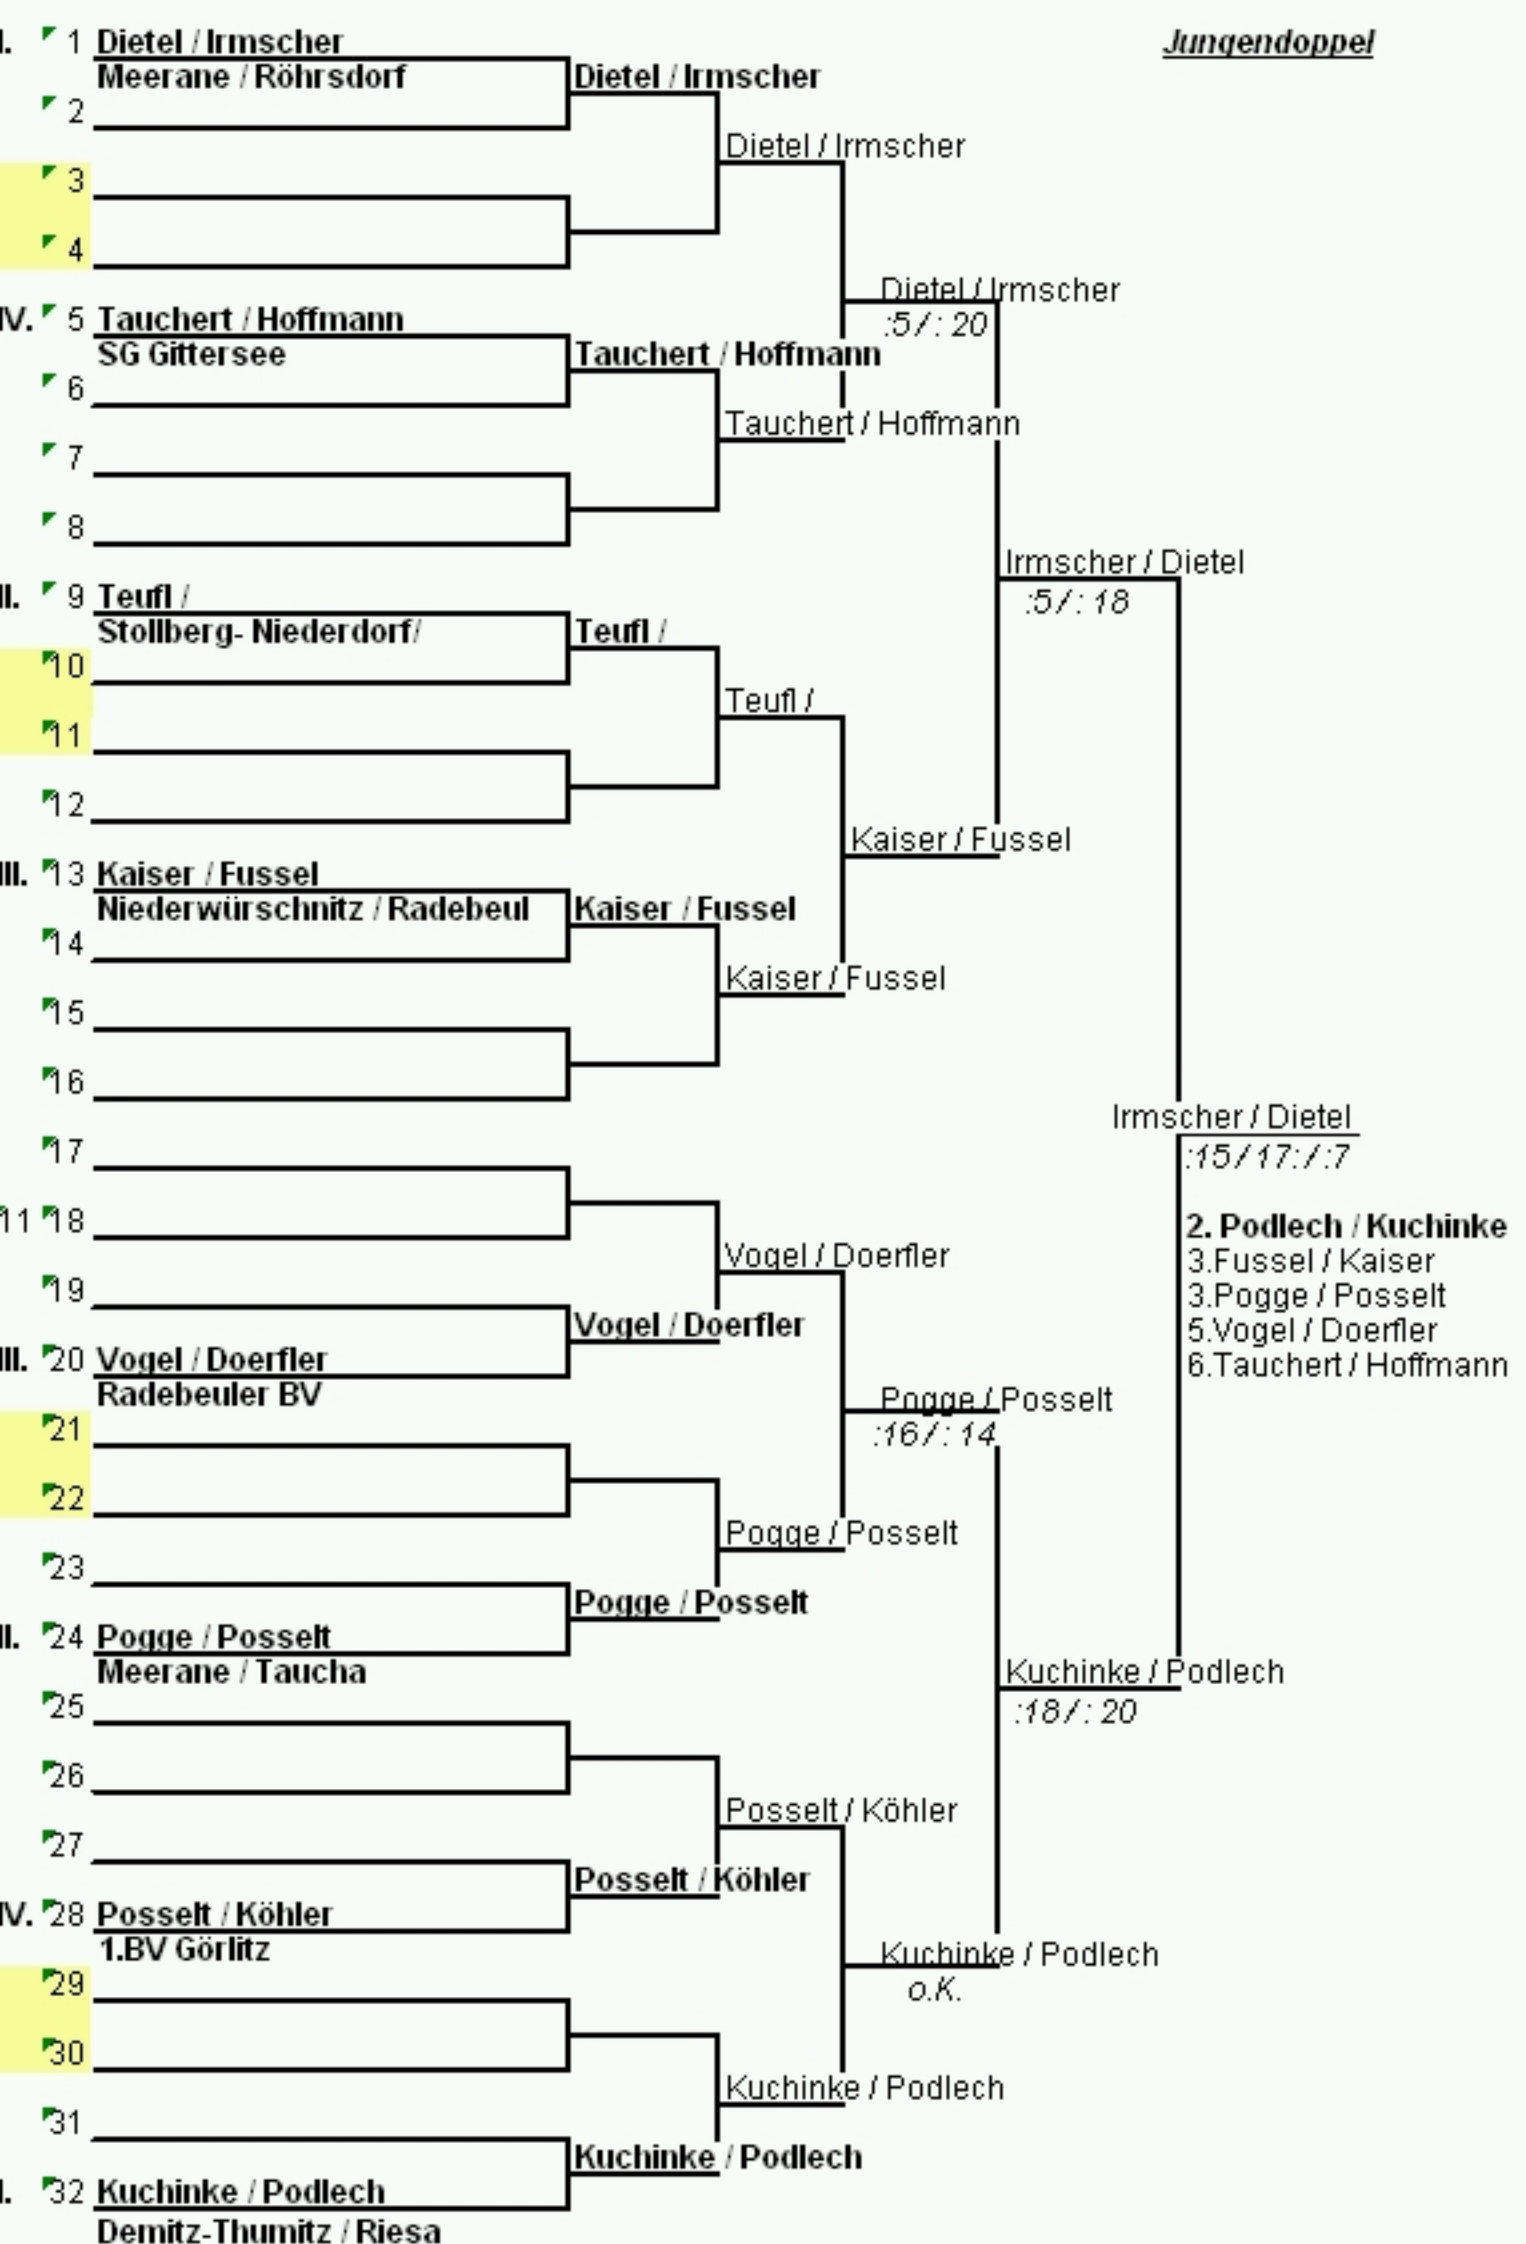 I. 1 Dietel / Irmscher
Jungendoppel
Meerane / Röhrsdorf
Dietel / Irmscher
2
Dietel / Irmscher
3
4
Dietel / Irmscher
IV. 5 Tauchert / Hoffmann
:5 / : 20
SG Gittersee
Tauchert / Hoffmann
6
Tauchert / Hoffmann
7
8
Irmscher / Dietel
II. 9 Teufl /
:5 / : 18
Stollberg- Niederdorf/
Teufl /
10
Teufl /
11
12
Kaiser / Fussel
III. 13 Kaiser / Fussel
Niederwürschnitz / Radebeul
Kaiser / Fussel
14
Kaiser / Fussel
15
16
Irmscher / Dietel
17
:15 / 17: / :7
11 18
2. Podlech / Kuchinke
Vogel / Doerfler
3.Fussel / Kaiser
19
3.Pogge / Posselt
Vogel / Doerfler
5.Vogel / Doerfler
III. 20 Vogel / Doerfler
6.Tauchert / Hoffmann
Radebeuler BV
Pogge / Posselt
21
:16 / : 14
22
Pogge / Posselt
23
Pogge / Posselt
II. 24 Pogge / Posselt
Meerane / Taucha
Kuchinke / Podlech
25
:18 / : 20
26
Posselt / Köhler
27
Posselt / Köhler
IV. 28 Posselt / Köhler
1.BV Görlitz
Kuchinke / Podlech
29
o.K.
30
Kuchinke / Podlech
31
Kuchinke / Podlech
I. 32 Kuchinke / Podlech
Demitz-Thumitz / Riesa